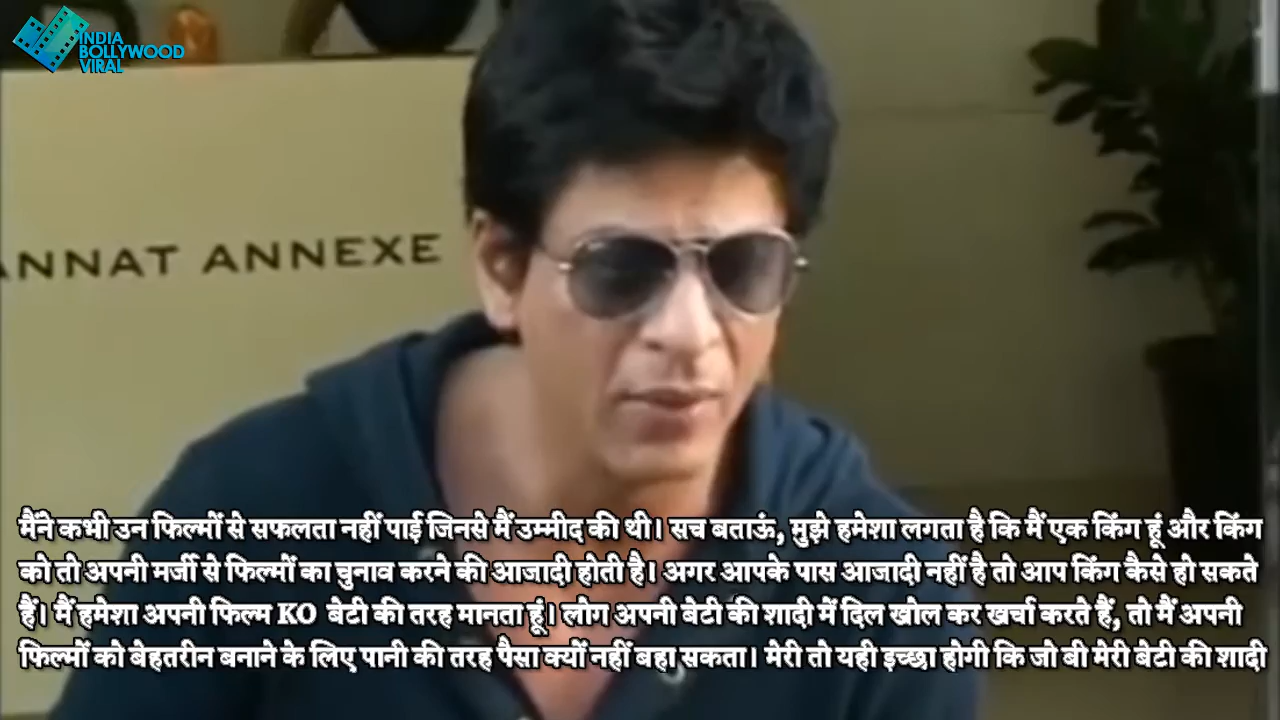 INDIA
BOLLYWOOD
VIRAL
ANNAT ANNEXE
मैंने कभी उन फिल्मों से सफलता नहीं पाई जिनसे मैं उम्मीद की थी। सच बताऊं, मुझे हमेशा लगता है कि मैं एक किंग हूं और किंग
को तो अपनी मर्जी से फिल्मों का चुनाव करने की आजादी होती है। अगर आपके पास आजादी नहीं है तो आप किंग कैसे हो सकते
हैं। मैं हमेशा अपनी फिल्म KO बेटी की तरह मानता हूं। लोग अपनी बेटी की शादी में दिल खोल कर खर्चा करते हैं, तो मैं अपनी
फिल्मों को बेहतरीन बनाने के लिए पानी की तरह पैसा क्यों नहीं बहा सकता। मेरी तो यही इच्छा होगी कि जो बी मेरी बेटी की शादी